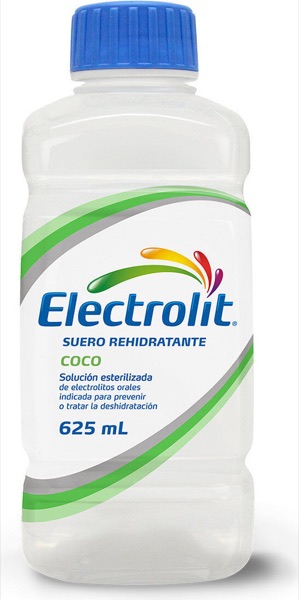 Electrolit®
SUERO REHIDRATANTE
COCO
Solución esterilizada
de electrolitos orales
indicada para prevenir
o tratar la deshidratación
625 mL